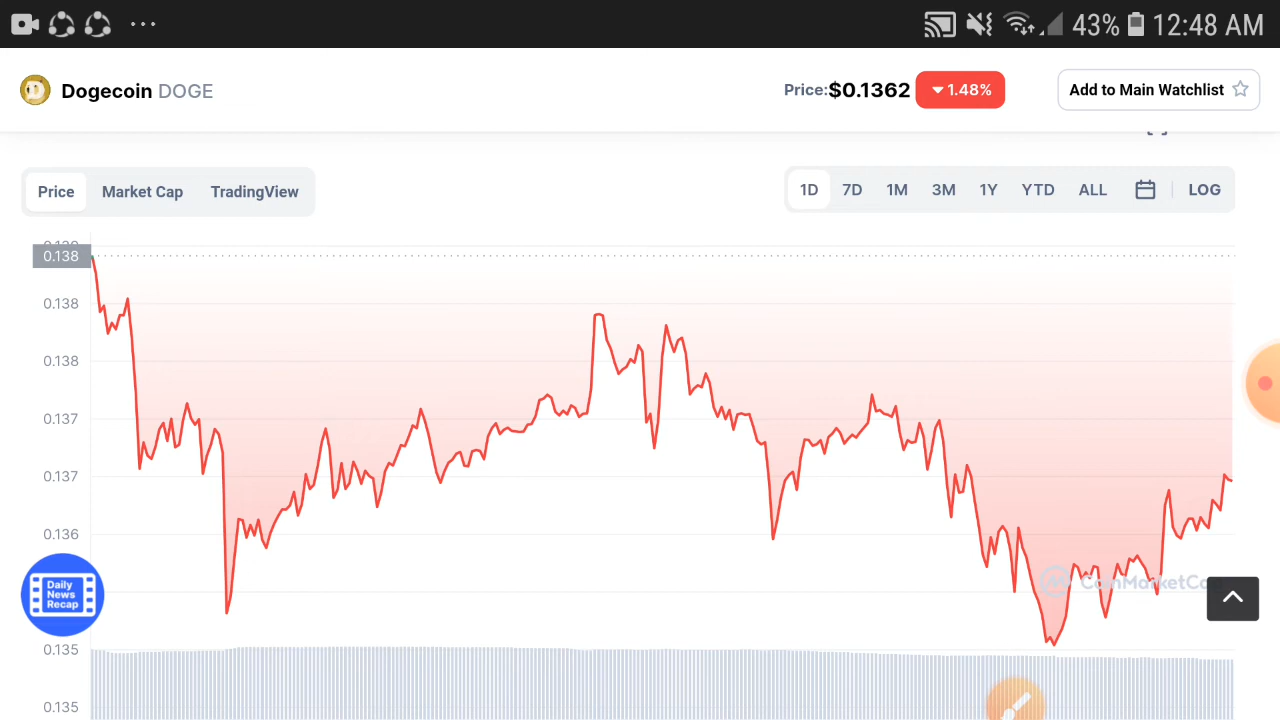 43% 12:48 AM
Dogecoin DOGE
Price:$0.1362 1.48%
Add to Main Watchlist
Price Market Cap TradingView
1D 7D 1M 3M 1Y YTD ALL LOG
0.138
0.138
0.138
0.137
0.137
0.136
0.135
0.135
Daily
News
Recap